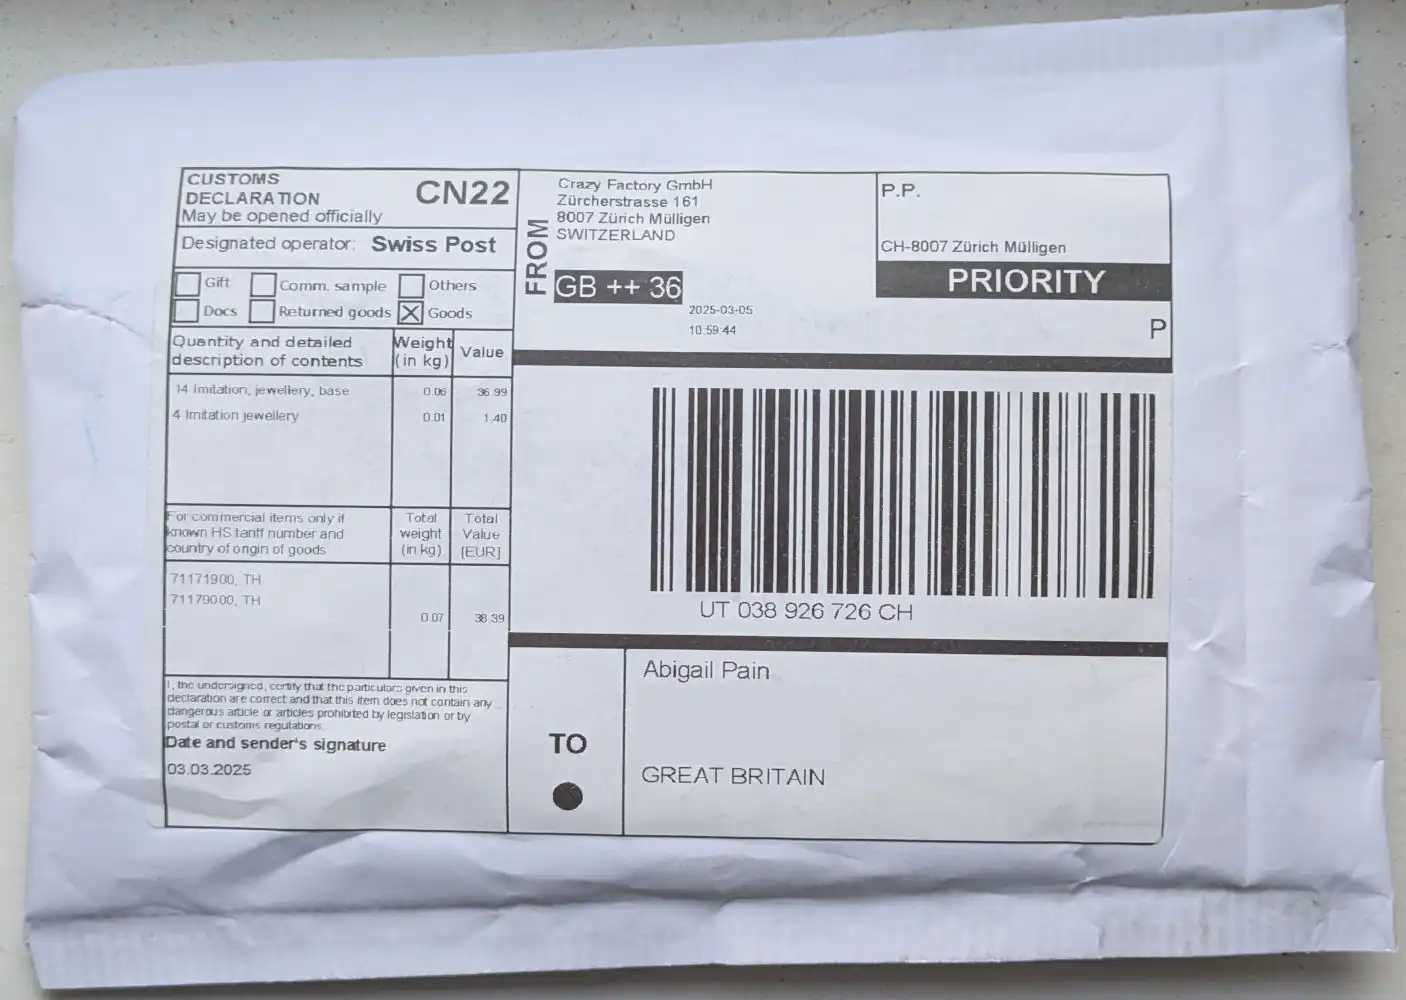 CUSTOMS
DECLARATION
May be opened officially
CN22
Designated operator: Swiss Post
Gift Comm. sample Others
Docs Returned goods Goods
Quantity and detailed
description of contents
Weight
(in kg)
Value
14 Imitation, jewellery, base 0.06 36.99
4 Imitation jewellery 0.01 1.40
For commercial items only if
known HS tariff number and
country of origin of goods
Total
weight
(in kg)
Total
Value
[EUR]
71171900, TH
71179000, TH
0.07 38.39
I, the undersigned, certify that the particulars given in this
declaration are correct and that this item does not contain any
dangerous article or articles prohibited by legislation or by
postal or customs regulations.
Date and sender's signature
03.03.2025
FROM
Crazy Factory GmbH
Zürcherstrasse 161
8007 Zürich Mülligen
SWITZERLAND
GB ++ 36
2025-03-05
10:59:44
P.P.
CH-8007 Zürich Mülligen
PRIORITY
P
UT 038 926 726 CH
TO
Abigail Pain
GREAT BRITAIN